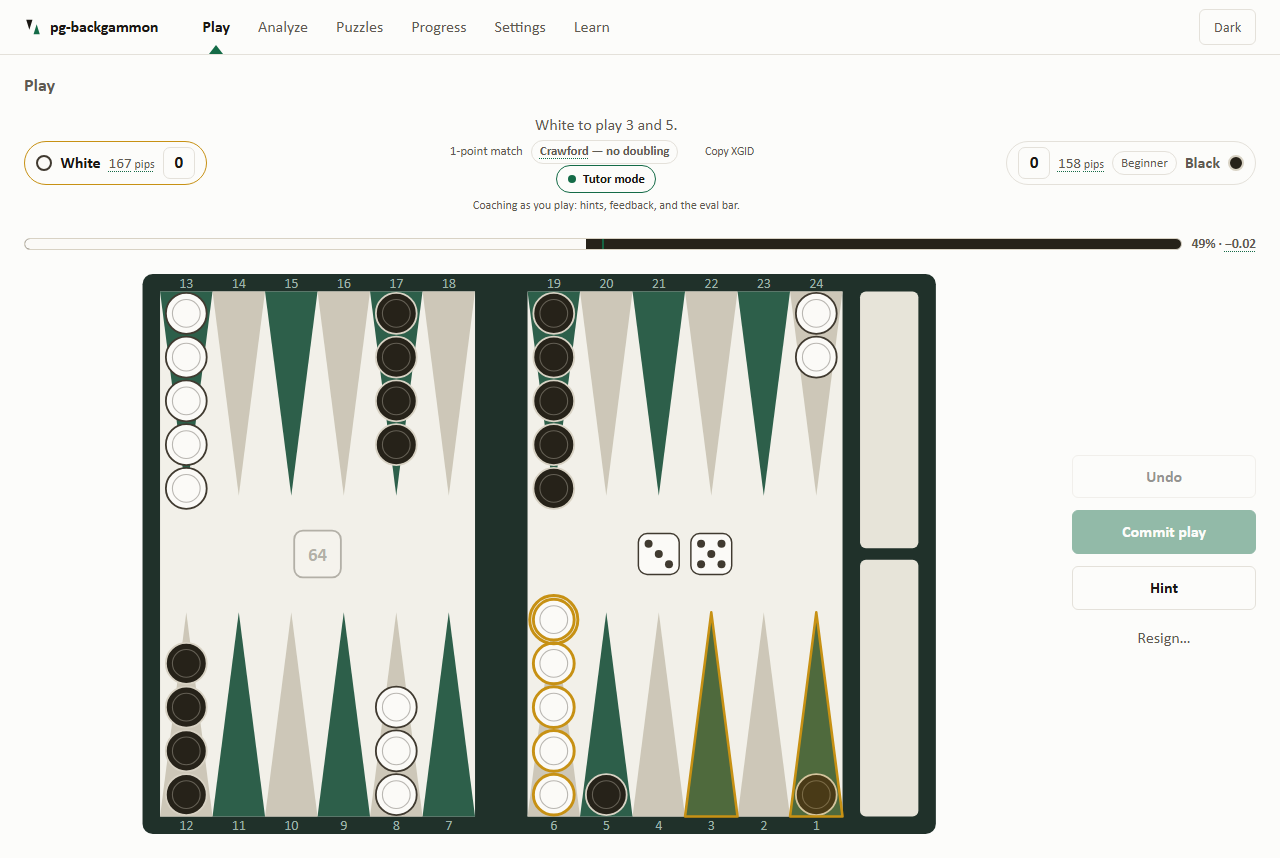 pg-backgammon Play Analyze Puzzles Progress Settings Learn Dark
Play
White to play 3 and 5.
White 167 pips 0
1-point match Crawford — no doubling Copy XGID
0 158 pips Beginner Black
Tutor mode
Coaching as you play: hints, feedback, and the eval bar.
49% · −0.02
13 14 15 16 17 18 19 20 21 22 23 24
64
Undo
Commit play
Hint
Resign...
12 11 10 9 8 7 6 5 4 3 2 1